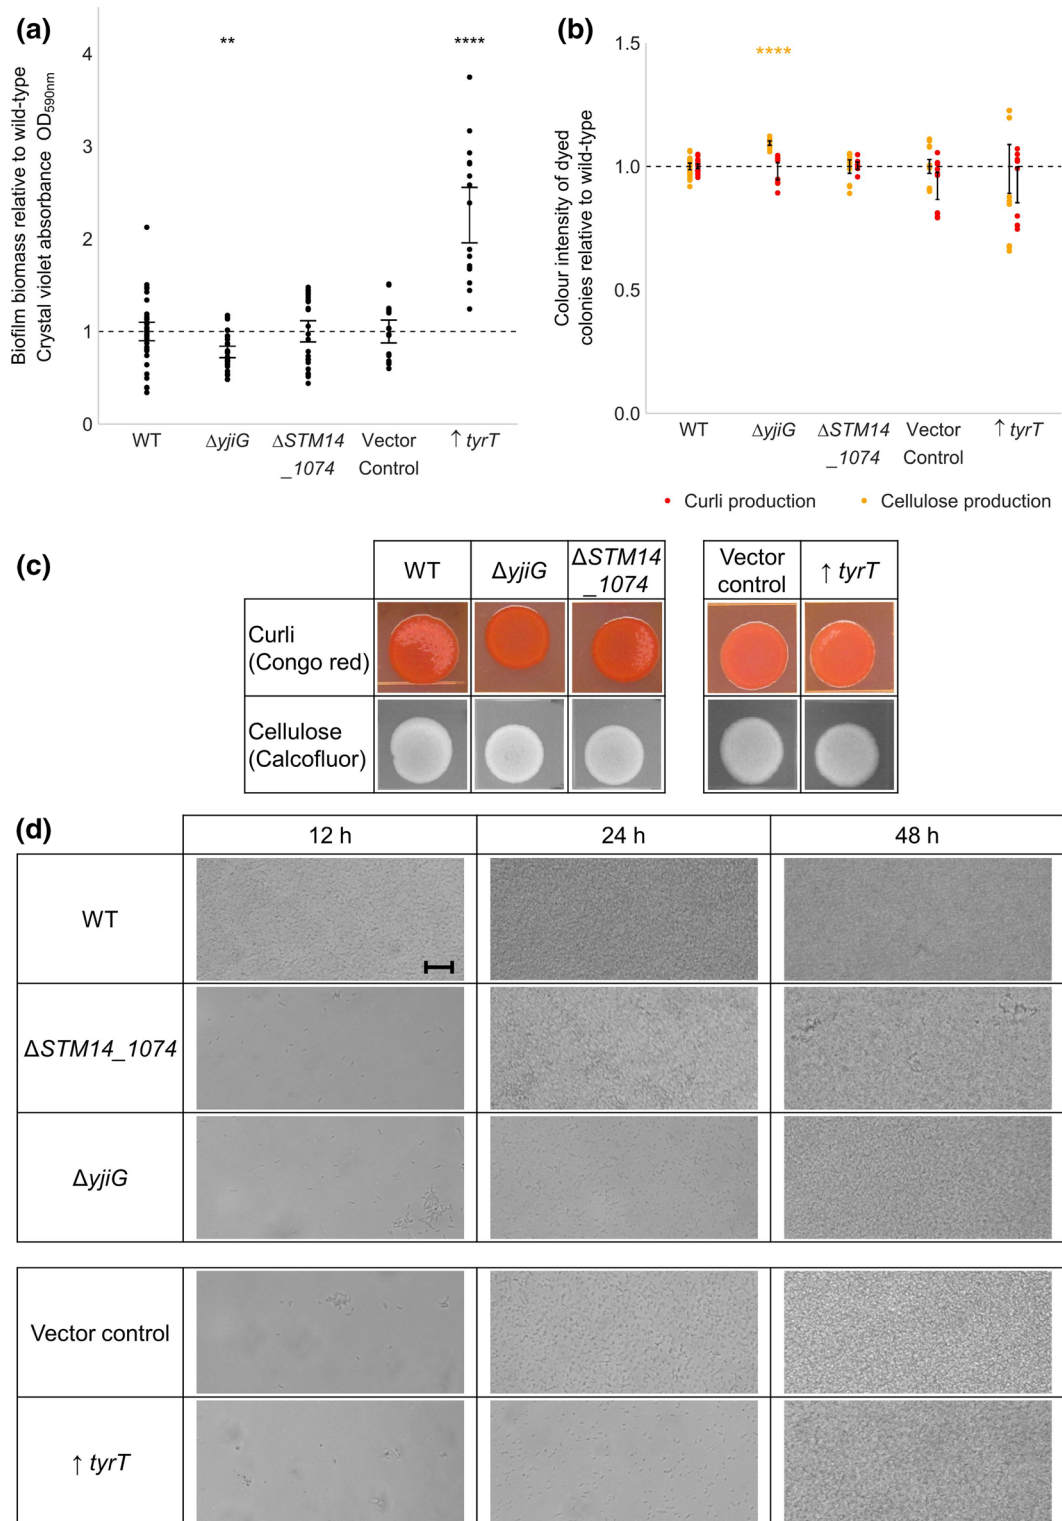 (a)
Biofilm biomass relative to wild-type
Crystal violet absorbance OD590nm
4
3
2
1
0
**
****
WT
ΔyjiG
ΔSTM14
_1074
Vector
Control
↑ tyrT
(b)
Colour intensity of dyed
colonies relative to wild-type
1.5
1.0
0.5
0.0
****
WT
ΔyjiG
ΔSTM14
_1074
Vector
Control
↑ tyrT
Curli production
Cellulose production
(c)
WT
ΔyjiG
ΔSTM14
_1074
Vector
control
↑ tyrT
Curli
(Congo red)
Cellulose
(Calcofluor)
(d)
12 h
24 h
48 h
WT
ΔSTM14_1074
ΔyjiG
Vector control
↑ tyrT